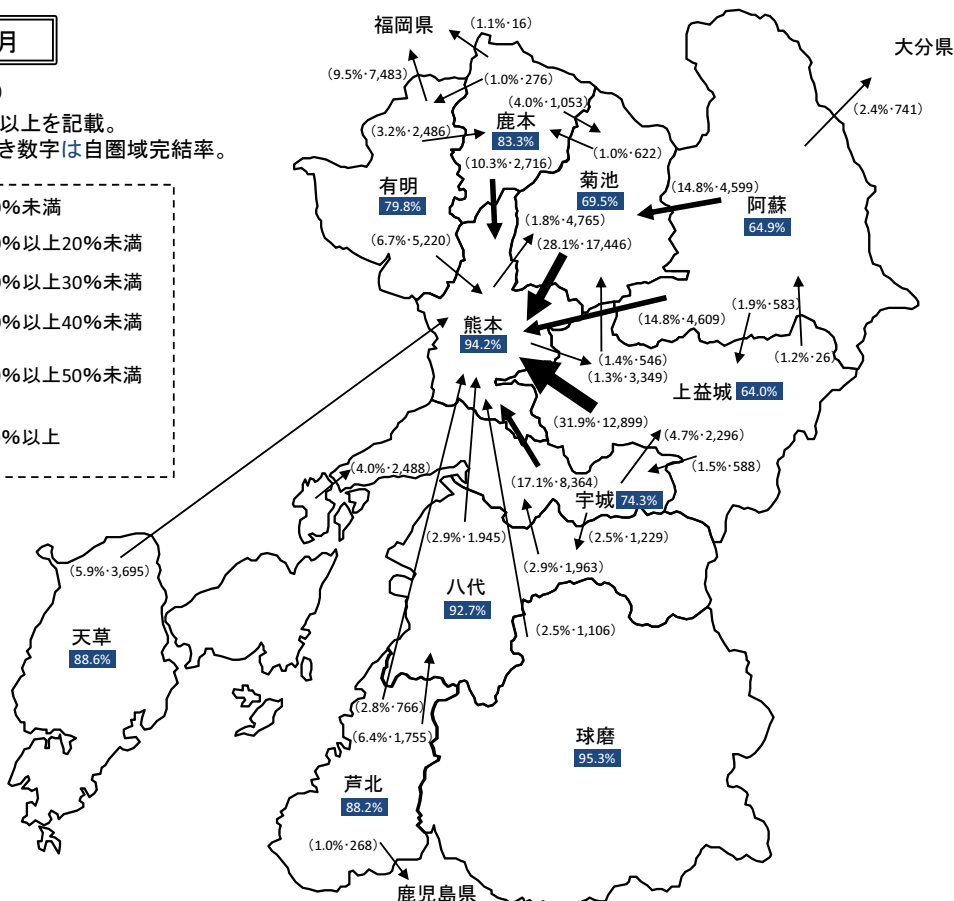 月
)
以上を記載。
き数字は自圏域完結率。
%未満
%以上20%未満
%以上30%未満
%以上40%未満
%以上50%未満
%以上
福岡県
(1.1%・16)
大分県
(9.5%・7,483)
(1.0%・276)
(2.4%・741)
(4.0%・1,053)
鹿本
83.3%
(3.2%・2,486)
(1.0%・622)
(10.3%・2,716)
有明
79.8%
菊池
69.5%
(14.8%・4,599)
阿蘇
64.9%
(1.8%・4,765)
(6.7%・5,220)
(28.1%・17,446)
熊本
94.2%
(1.9%・583)
(14.8%・4,609)
(1.4%・546)
(1.2%・26)
(1.3%・3,349)
上益城 64.0%
(31.9%・12,899)
(4.7%・2,296)
(4.0%・2,488)
(1.5%・588)
(17.1%・8,364)
宇城 74.3%
(2.9%・1.945)
(2.5%・1,229)
(2.9%・1,963)
(5.9%・3,695)
八代
92.7%
天草
88.6%
(2.5%・1,106)
(2.8%・766)
(6.4%・1,755)
球磨
95.3%
芦北
88.2%
(1.0%・268)
鹿児島県